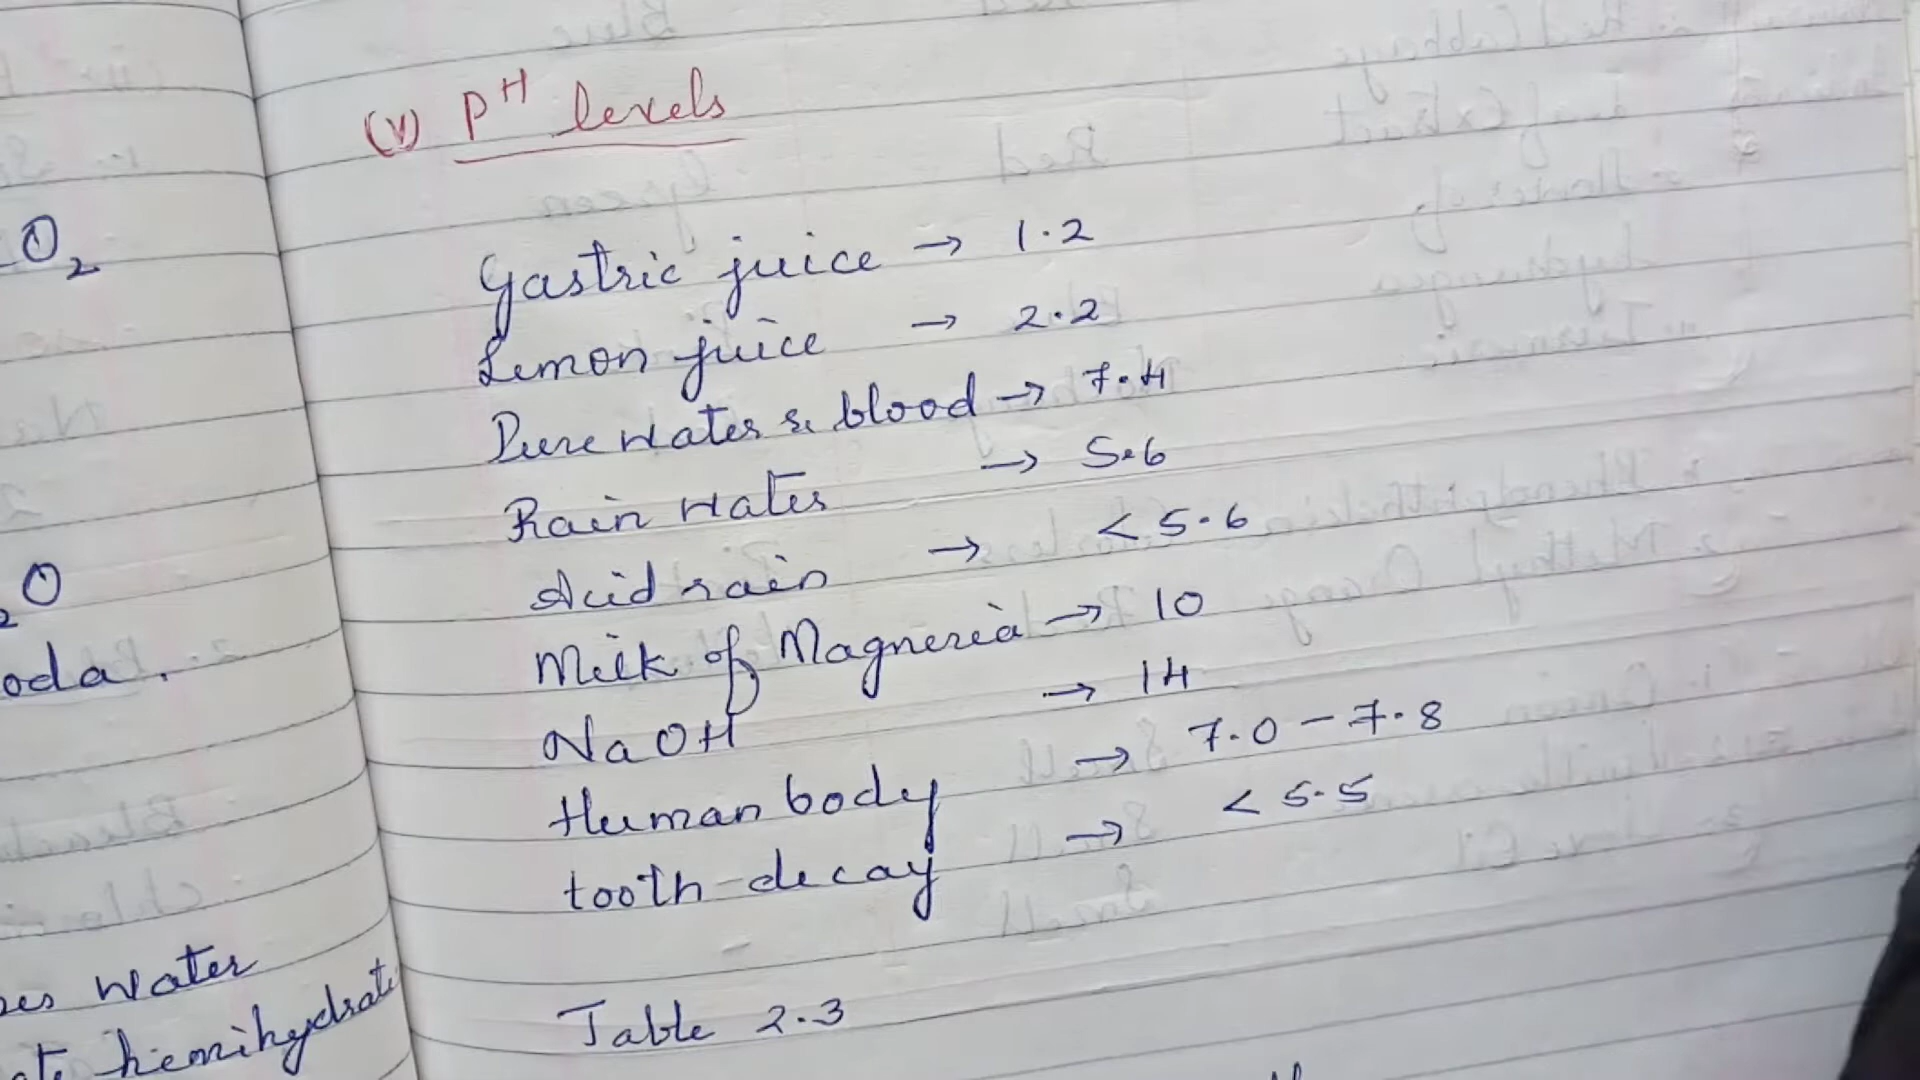 O2
2O
oda.
es water
hemihydrat
(v) pH levels
Gastric juice → 1.2
Lemon juice → 2.2
Pure water & blood → 7.4
Rain water → 5.6
Acid rain → < 5.6
Milk of Magnesia → 10
NaOH → 14
Human body → 7.0 - 7.8
tooth decay → < 5.5
Table 2.3